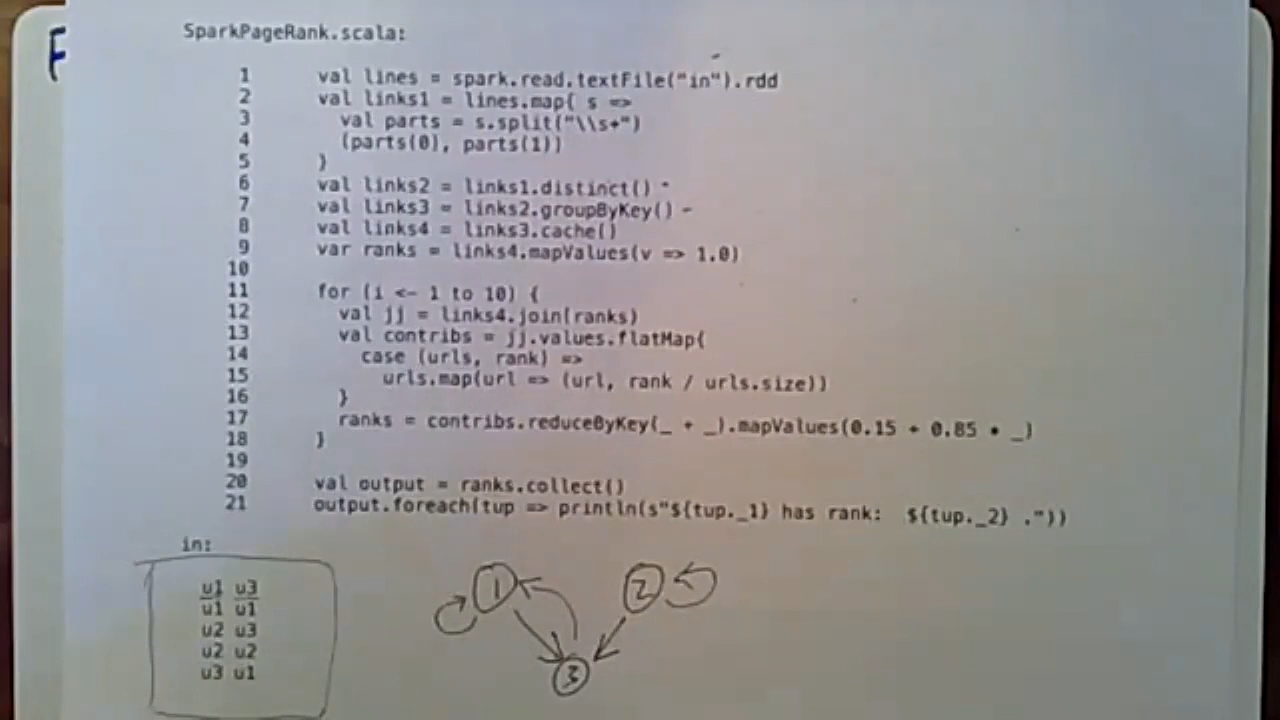 F
SparkPageRank.scala:
1 val lines = spark.read.textFile("in").rdd
2 val links1 = lines.map{ s =>
3 val parts = s.split("\\s+")
4 (parts(0), parts(1))
5 }
6 val links2 = links1.distinct()
7 val links3 = links2.groupByKey()
8 val links4 = links3.cache()
9 var ranks = links4.mapValues(v => 1.0)
10
11 for (i <- 1 to 10) {
12 val jj = links4.join(ranks)
13 val contribs = jj.values.flatMap{
14 case (urls, rank) =>
15 urls.map(url => (url, rank / urls.size))
16 }
17 ranks = contribs.reduceByKey(_ + _).mapValues(0.15 + 0.85 * _)
18 }
19
20 val output = ranks.collect()
21 output.foreach(tup => println(s"${tup._1} has rank: ${tup._2} ."))
in:
u1 u3
u1 u1
u2 u3
u2 u2
u3 u1
1 2
3